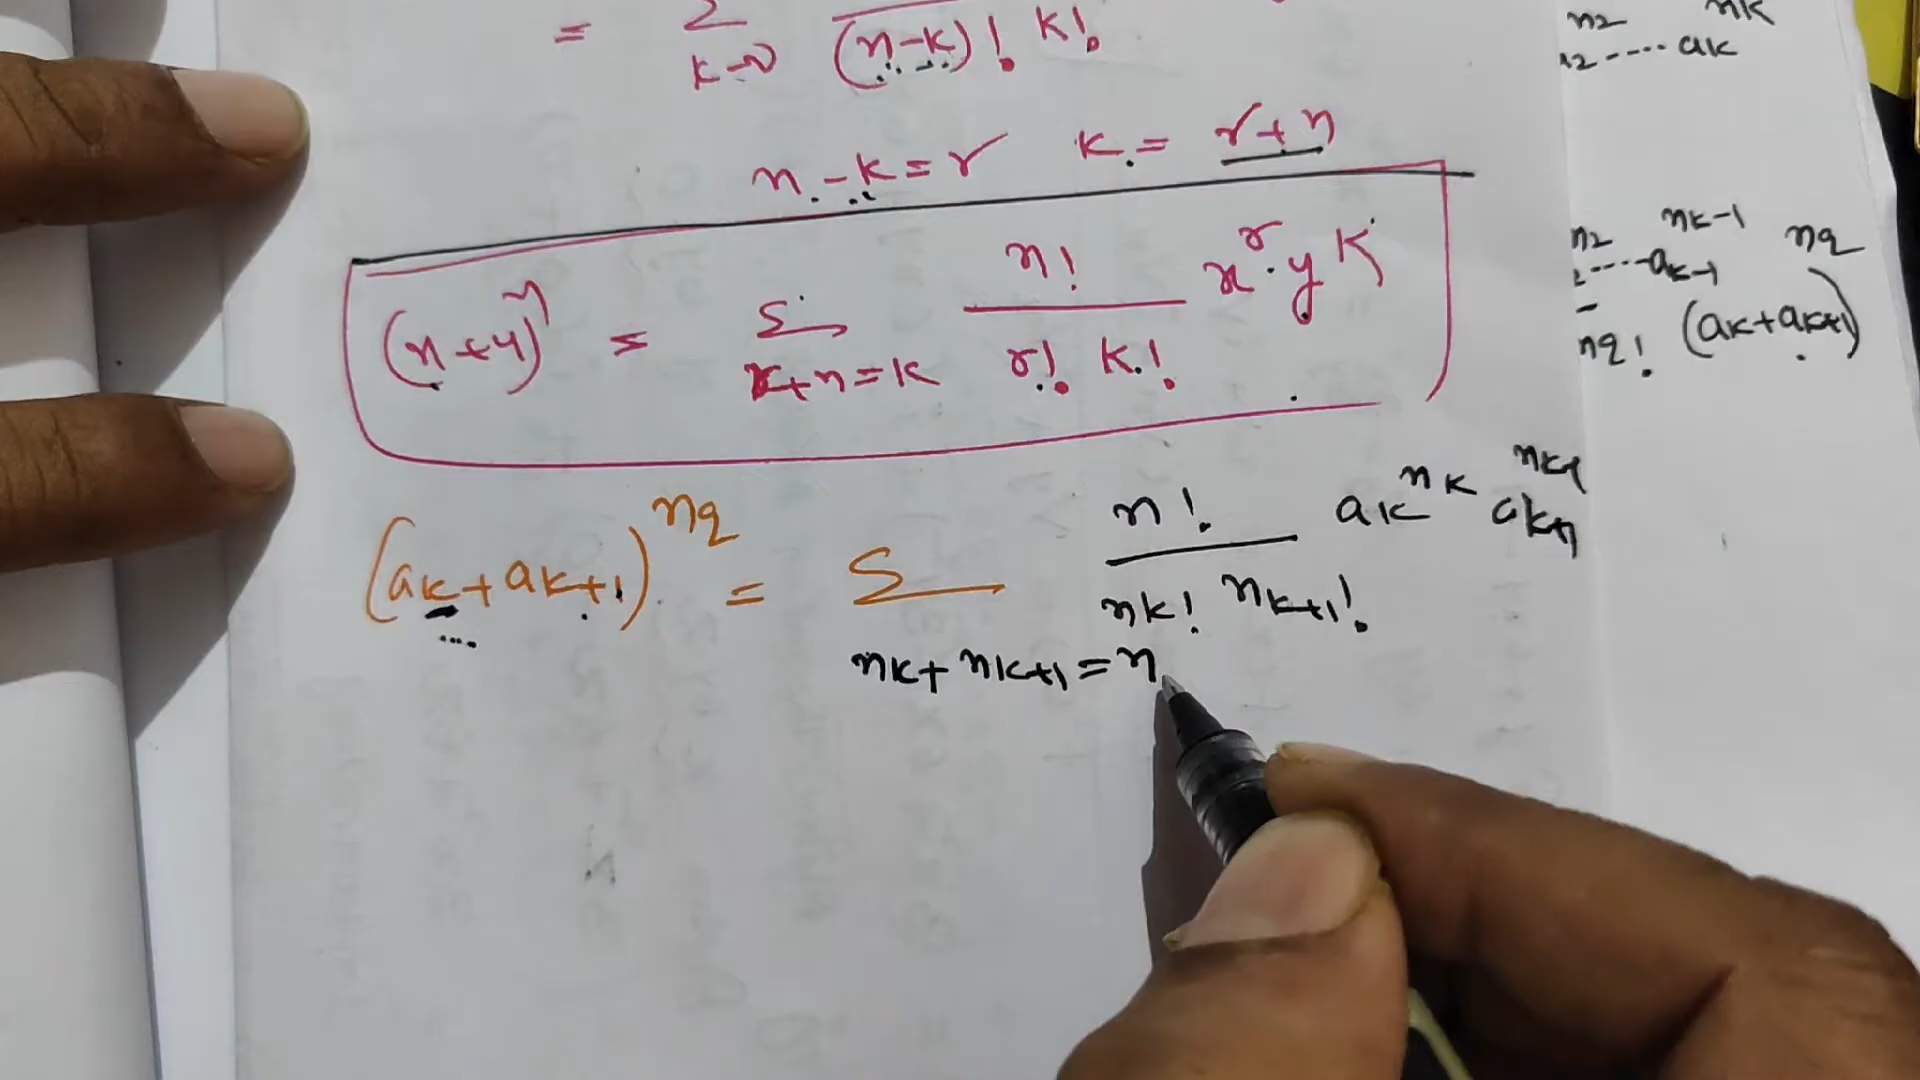 = Σ k→n (n-k)! k!
n-k=r k = r+n
(n+y)^n = Σ r+n=k n!/(r! k!) x^r . y^k
(ak+ak+1)^nq = Σ nk+nk+1=n n!/(nk! nk+1!) ak^nk ak+1^nk+1
n2 nk
a2 ---- ak
n2 nk-1 nq
---- ak-1 (ak+ak+1)
nq!